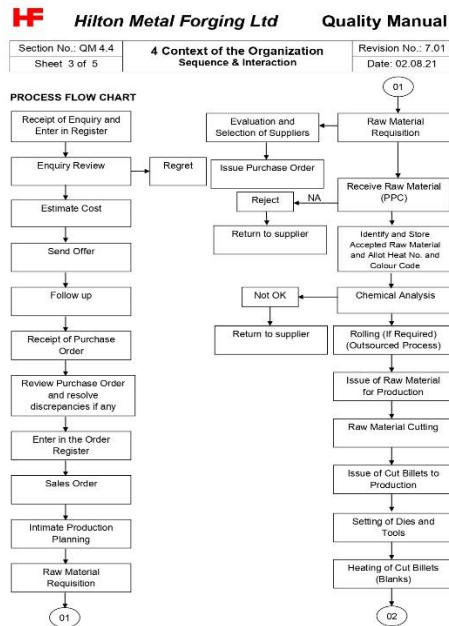 HF
Hilton Metal Forging Ltd
Quality Manual
Section No.: QM 4.4
Sheet 3 of 5
4 Context of the Organization
Sequence & Interaction
Revision No.: 7.01
Date: 02.08.21
PROCESS FLOW CHART
Receipt of Enquiry and
Enter in Register
Enquiry Review
Regret
Estimate Cost
Send Offer
Follow up
Receipt of Purchase
Order
Review Purchase Order
and resolve
discrepancies if any
Enter in the Order
Register
Sales Order
Intimate Production
Planning
Raw Material
Requisition
01
01
Evaluation and
Selection of Suppliers
Raw Material
Requisition
Issue Purchase Order
Receive Raw Material
(PPC)
NA
Reject
Return to supplier
Identify and Store
Accepted Raw Material
and Allot Heat No. and
Colour Code
Not OK
Chemical Analysis
Return to supplier
Rolling (If Required)
(Outsourced Process)
Issue of Raw Material
for Production
Raw Material Cutting
Issue of Cut Billets to
Production
Setting of Dies and
Tools
Heating of Cut Billets
(Blanks)
02